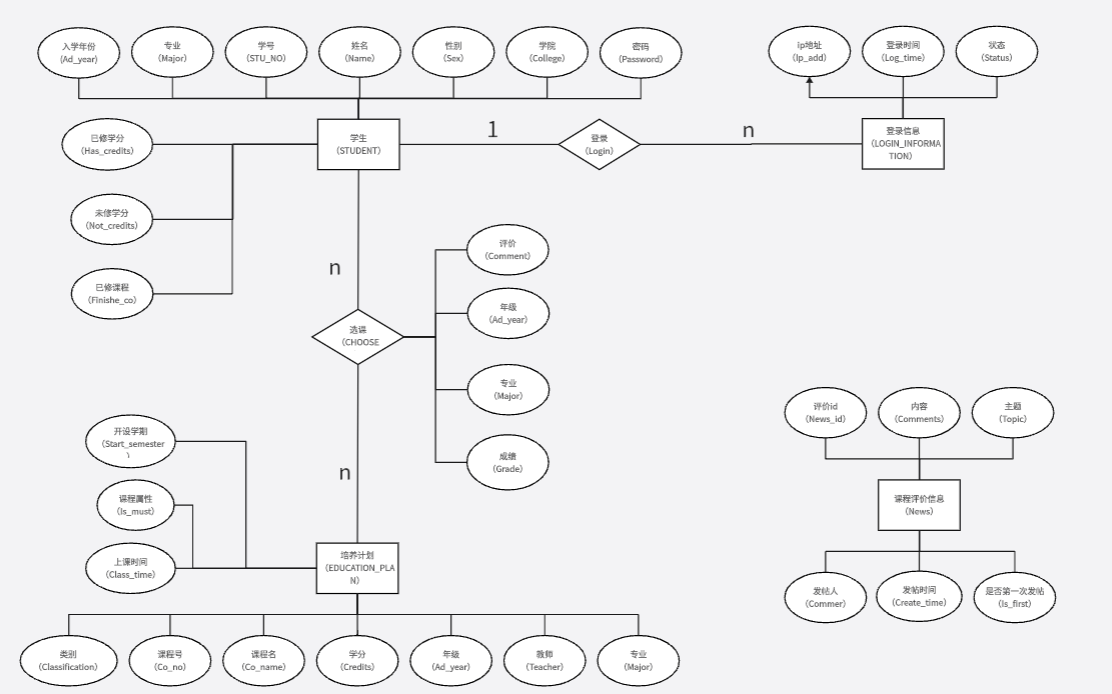 入学年份
(Ad_year)
专业
(Major)
学号
(STU_NO)
姓名
(Name)
性别
(Sex)
学院
(College)
密码
(Password)
ip地址
(Ip_add)
登录时间
(Log_time)
状态
(Status)
已修学分
(Has_credits)
学生
(STUDENT)
1
登录
(Login)
n
登录信息
(LOGIN_INFORMA
TION)
未修学分
(Not_credits)
已修课程
(Finishe_co)
n
评价
(Comment)
年级
(Ad_year)
选课
(CHOOSE
专业
(Major)
成绩
(Grade)
n
开设学期
(Start_semester
)
课程属性
(Is_must)
上课时间
(Class_time)
培养计划
(EDUCATION_PLA
N)
类别
(Classification)
课程号
(Co_no)
课程名
(Co_name)
学分
(Credits)
年级
(Ad_year)
教师
(Teacher)
专业
(Major)
评价id
(News_id)
内容
(Comments)
主题
(Topic)
课程评价信息
(News)
发帖人
(Commer)
发帖时间
(Create_time)
是否第一次发帖
(Is_first)